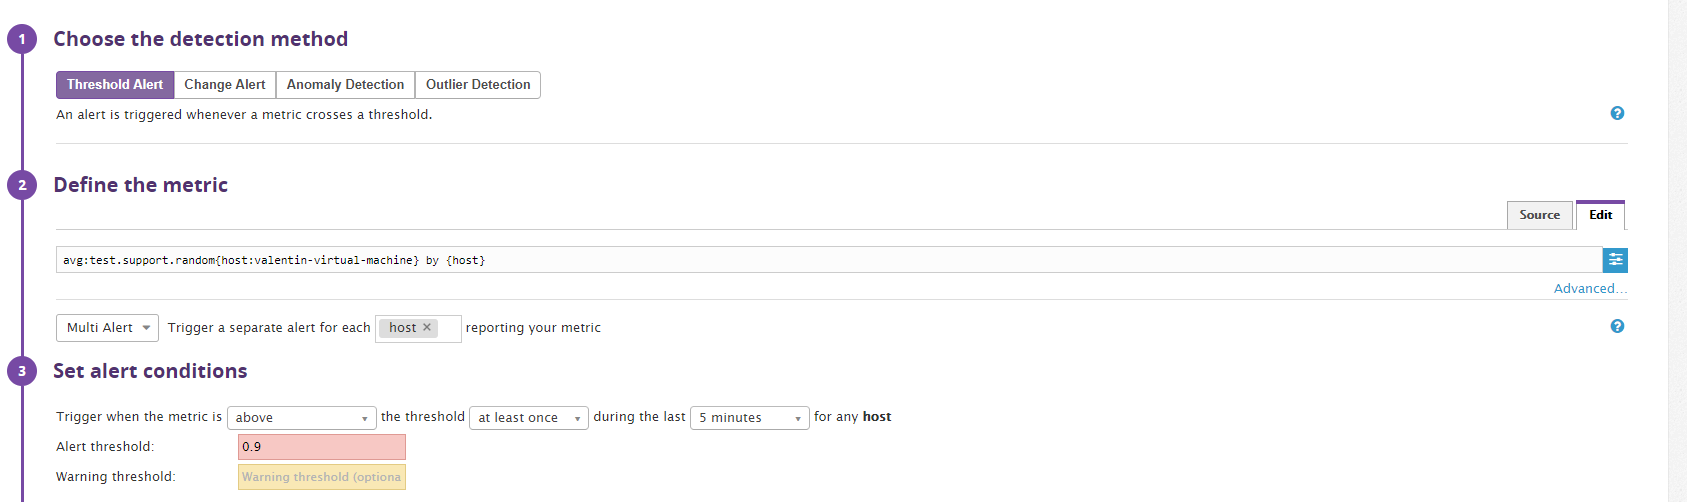 1 Choose the detection method
Threshold Alert Change Alert Anomaly Detection Outlier Detection
An alert is triggered whenever a metric crosses a threshold. ?
2 Define the metric
Source Edit
avg:test.support.random{host:valentin-virtual-machine} by {host}
Advanced...
Multi Alert Trigger a separate alert for each host × reporting your metric ?
3 Set alert conditions
Trigger when the metric is above the threshold at least once during the last 5 minutes for any host
Alert threshold: 0.9
Warning threshold: Warning threshold (optiona